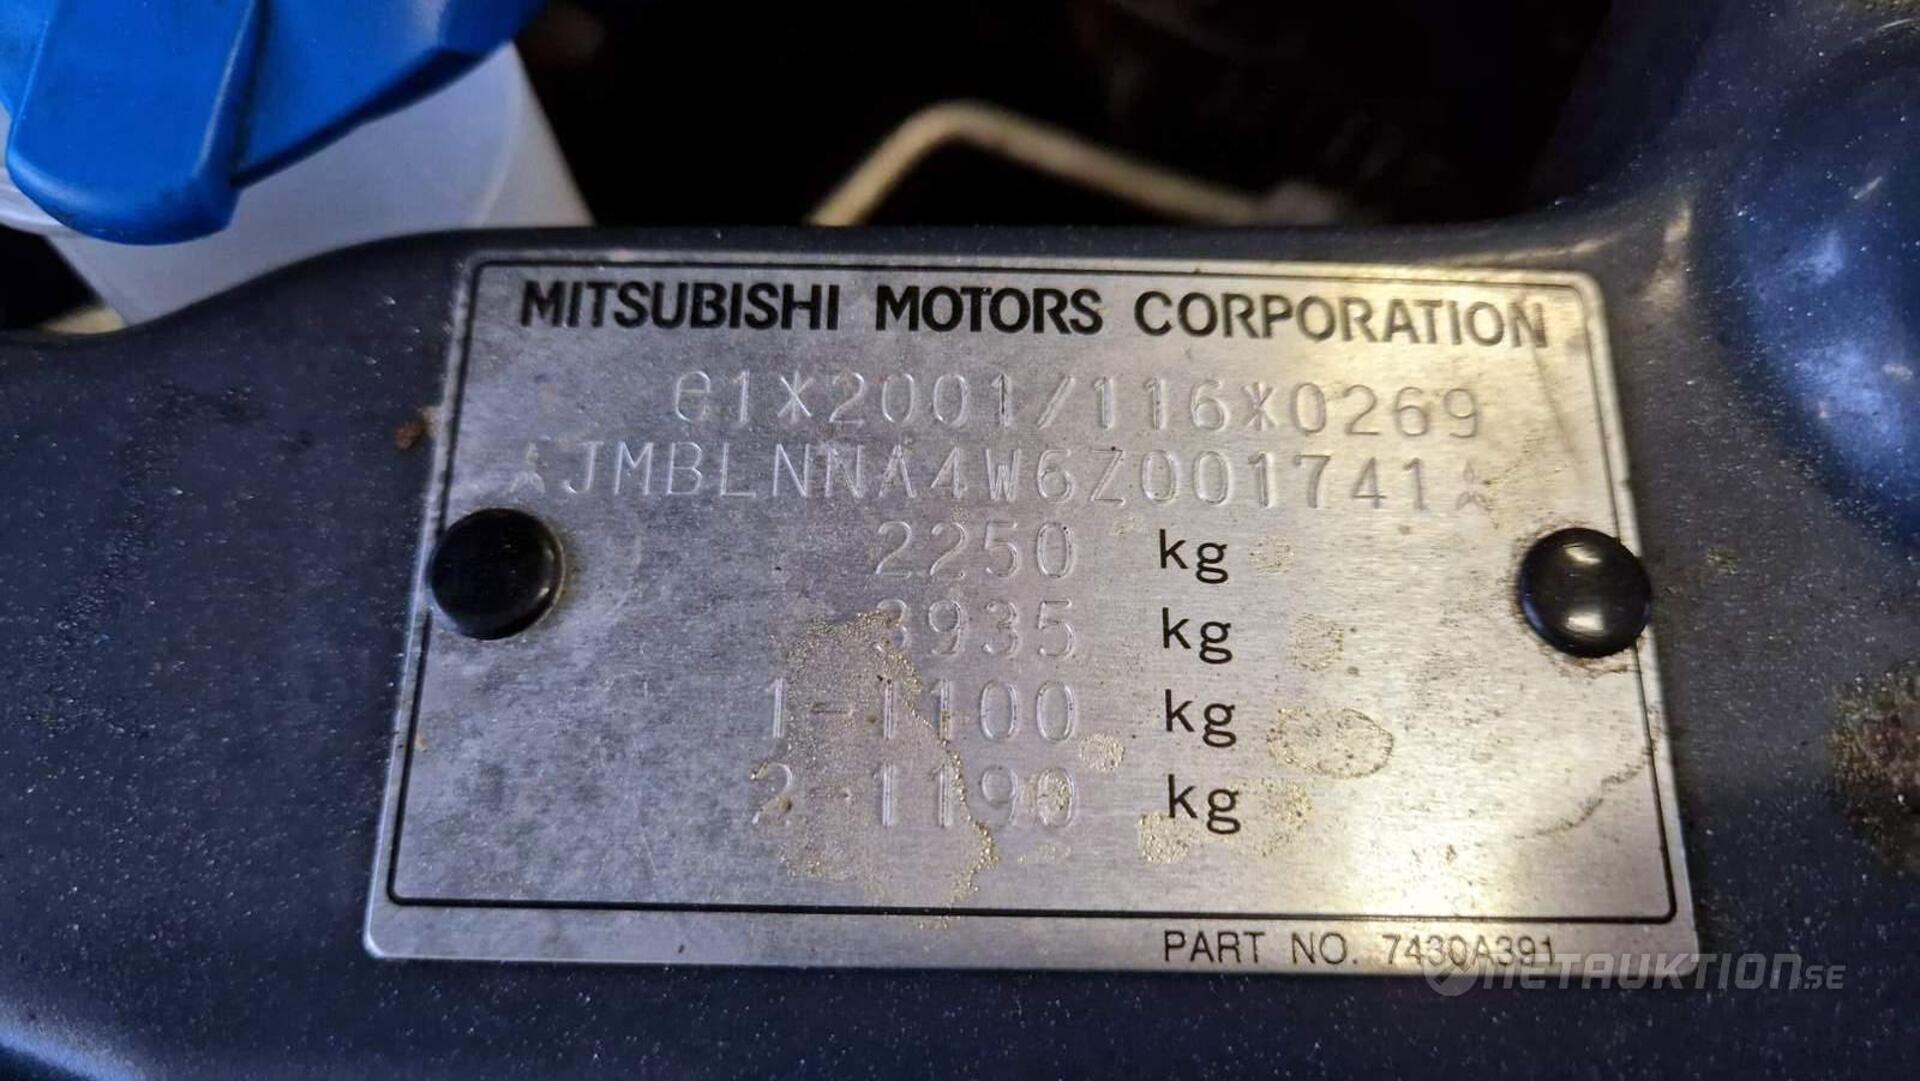 MITSUBISHI MOTORS CORPORATION
e1*2001/116*0269
JMBLNNA4W6Z001741
2250 kg
3935 kg
1-1100 kg
2-1190 kg
PART NO. 7430A391
NETAUKTION.SE